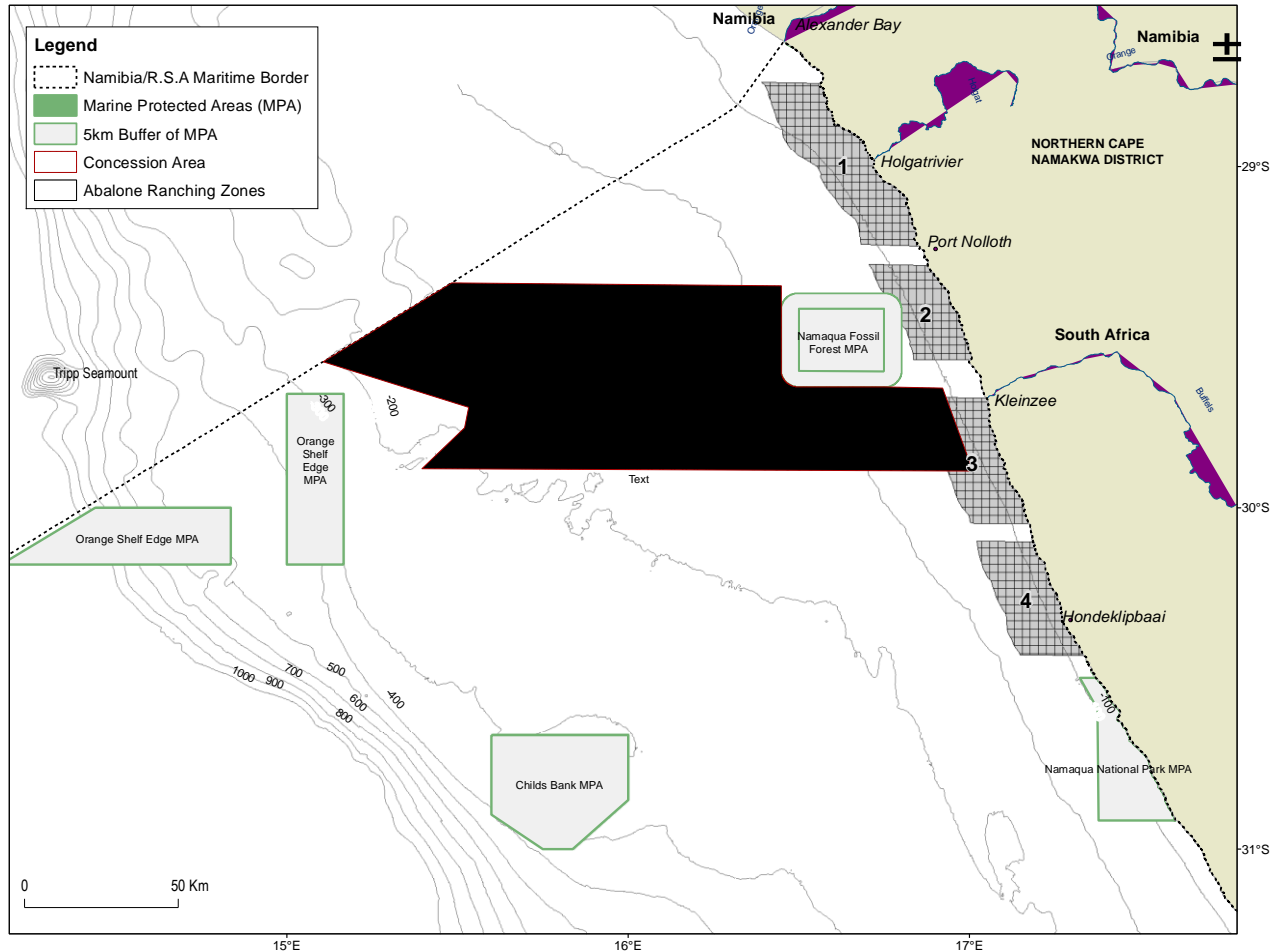 Legend
Namibia/R.S.A Maritime Border
Marine Protected Areas (MPA)
5km Buffer of MPA
Concession Area
Abalone Ranching Zones
Namibia
Alexander Bay
Namibia
Orange
Holgat
NORTHERN CAPE
NAMAKWA DISTRICT
29°S
1
Holgatrivier
Port Nolloth
2
South Africa
Namaqua Fossil
Forest MPA
Tripp Seamount
-300
-200
Buffels
Kleinzee
Orange
Shelf
Edge
MPA
3
Text
30°S
Orange Shelf Edge MPA
4
Hondeklipbaai
1000
900
700
500
600
800
-400
-100
Namaqua National Park MPA
Childs Bank MPA
31°S
0
50 Km
15°E
16°E
17°E